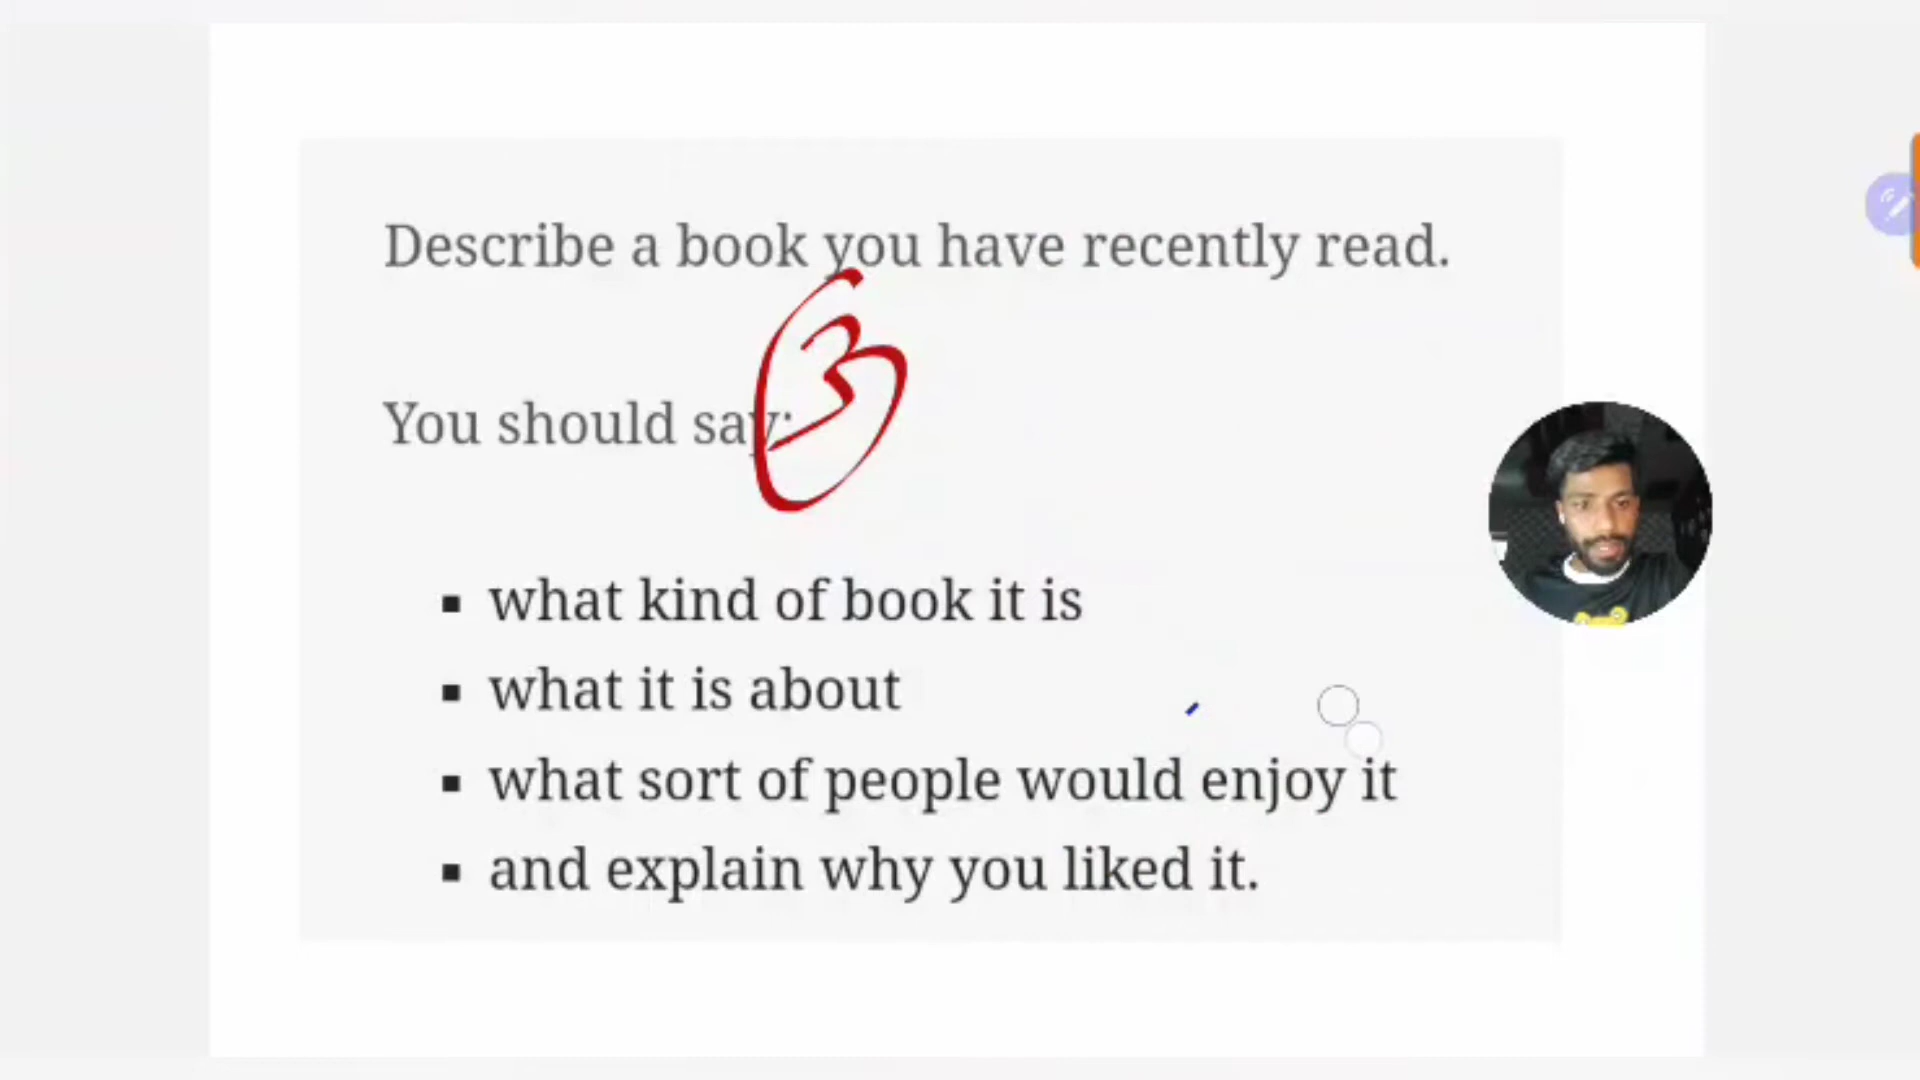 Describe a book you have recently read.
3
You should say:
▪ what kind of book it is
▪ what it is about
▪ what sort of people would enjoy it
▪ and explain why you liked it.